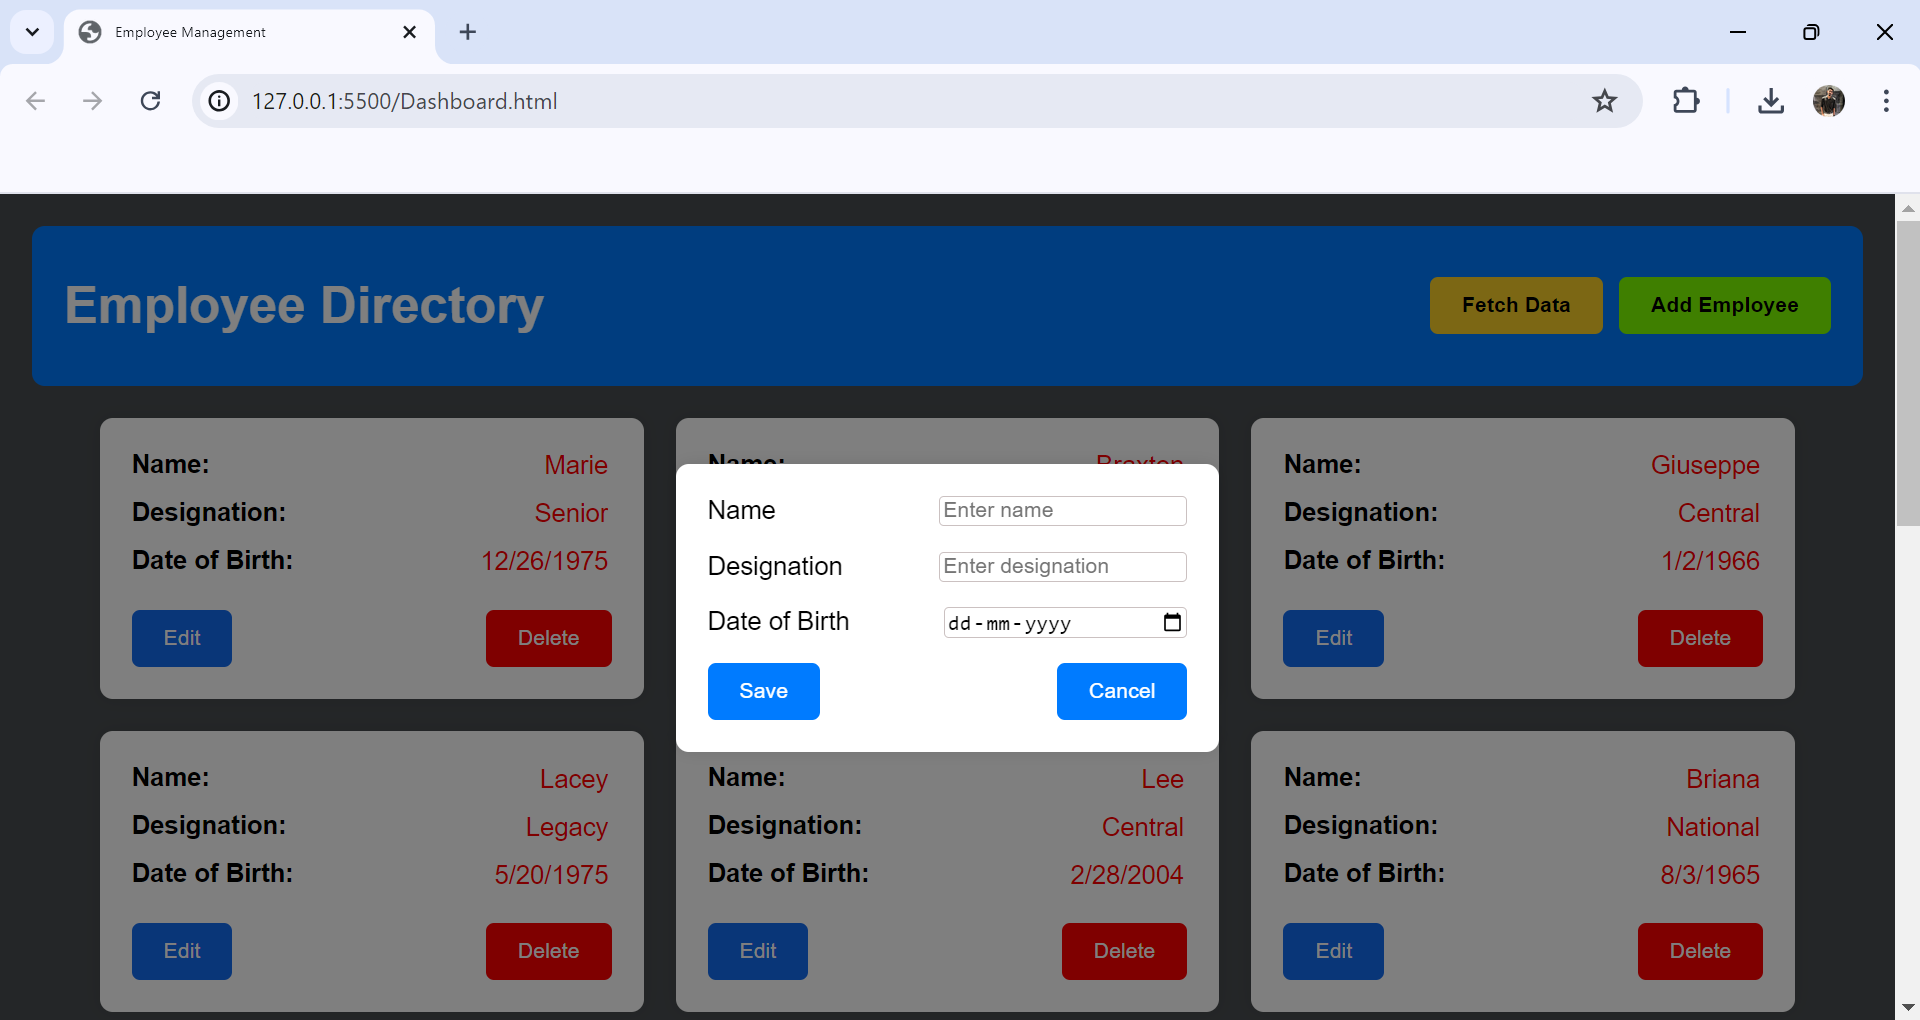 Employee Management
127.0.0.1:5500/Dashboard.html
Employee Directory
Fetch Data
Add Employee
Name: Marie
Designation: Senior
Date of Birth: 12/26/1975
Edit Delete
Name: Braxton
Name Enter name
Designation Enter designation
Date of Birth dd-mm-yyyy
Save Cancel
Name: Giuseppe
Designation: Central
Date of Birth: 1/2/1966
Edit Delete
Name: Lacey
Designation: Legacy
Date of Birth: 5/20/1975
Edit Delete
Name: Lee
Designation: Central
Date of Birth: 2/28/2004
Edit Delete
Name: Briana
Designation: National
Date of Birth: 8/3/1965
Edit Delete